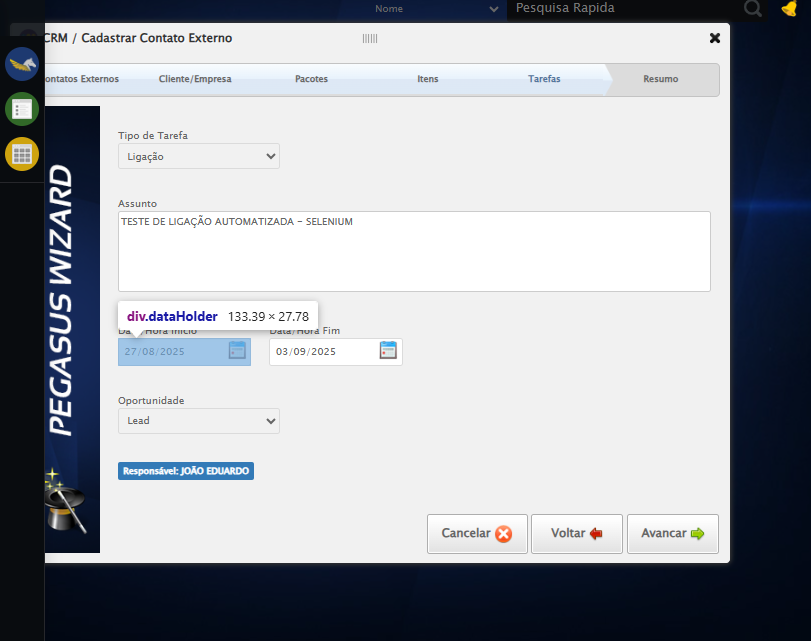 Nome
Pesquisa Rapida
CRM / Cadastrar Contato Externo
ontatos Externos
Cliente/Empresa
Pacotes
Itens
Tarefas
Resumo
PEGASUS WIZARD
Tipo de Tarefa
Ligação
Assunto
TESTE DE LIGAÇÃO AUTOMATIZADA - SELENIUM
div.dataHolder 133.39 × 27.78
Data/Hora Início
Data/Hora Fim
27/08/2025
03/09/2025
Oportunidade
Lead
Responsável: JOÃO EDUARDO
Cancelar
Voltar
Avancar